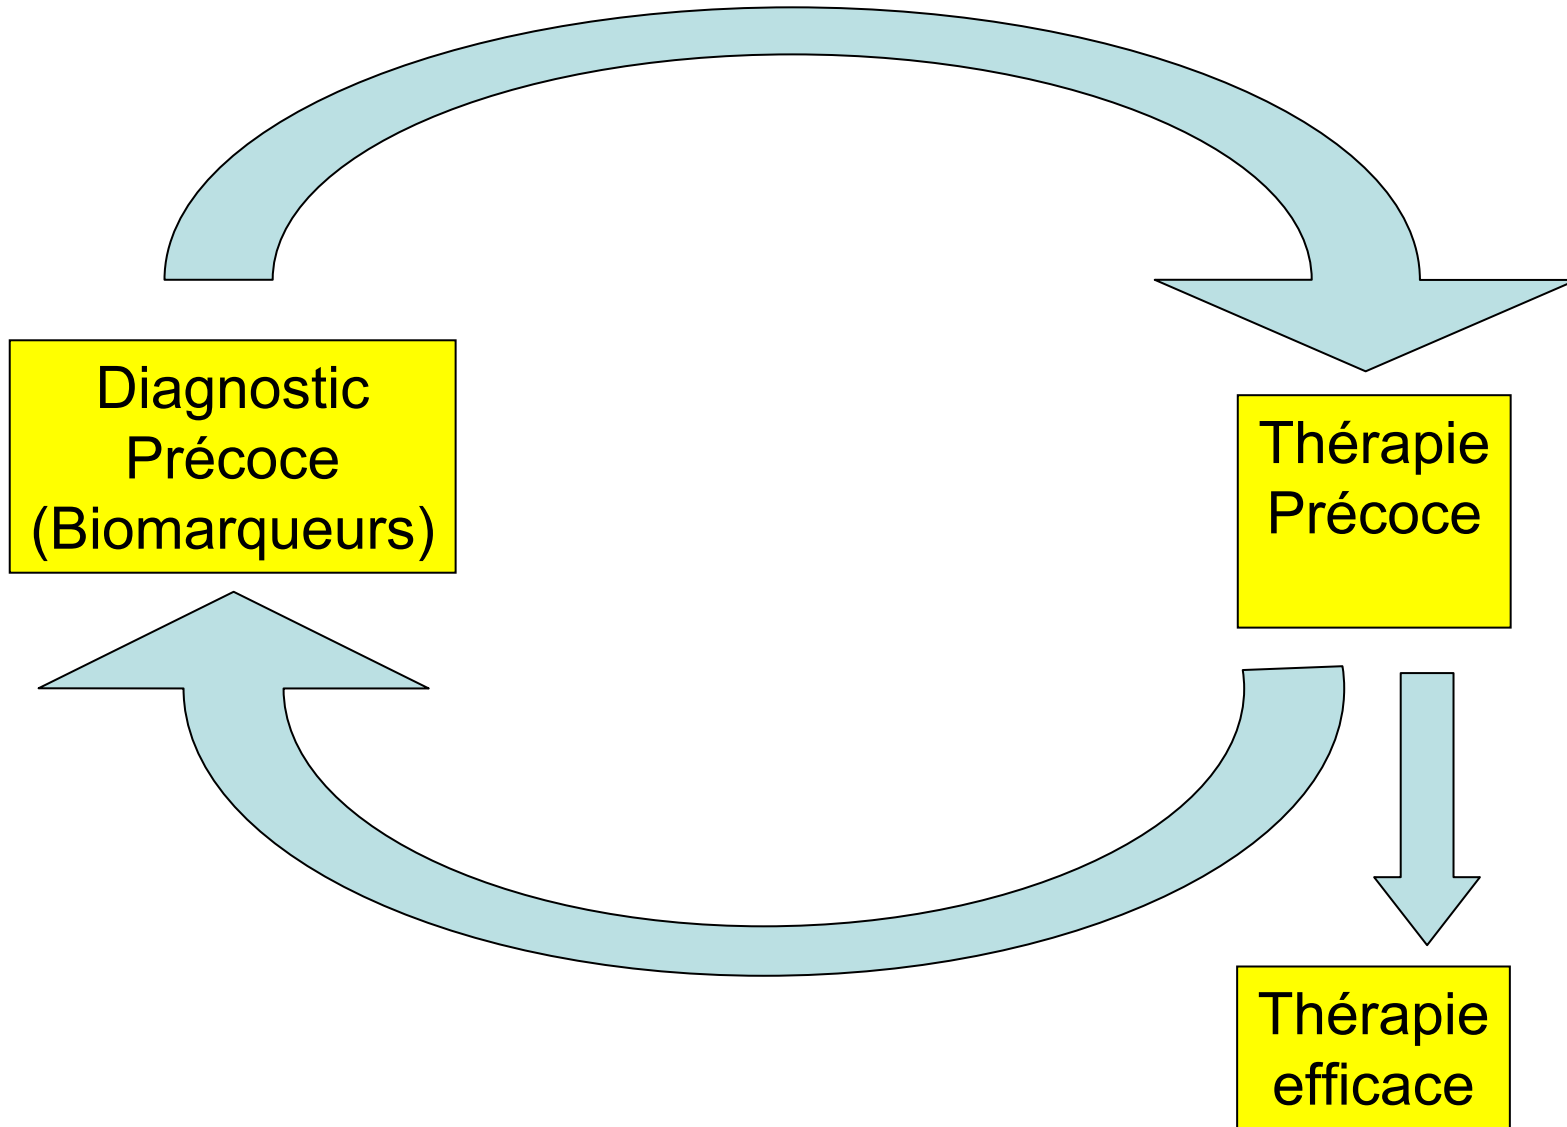 Diagnostic
Précoce
(Biomarqueurs)
Thérapie
Précoce
Thérapie
efficace